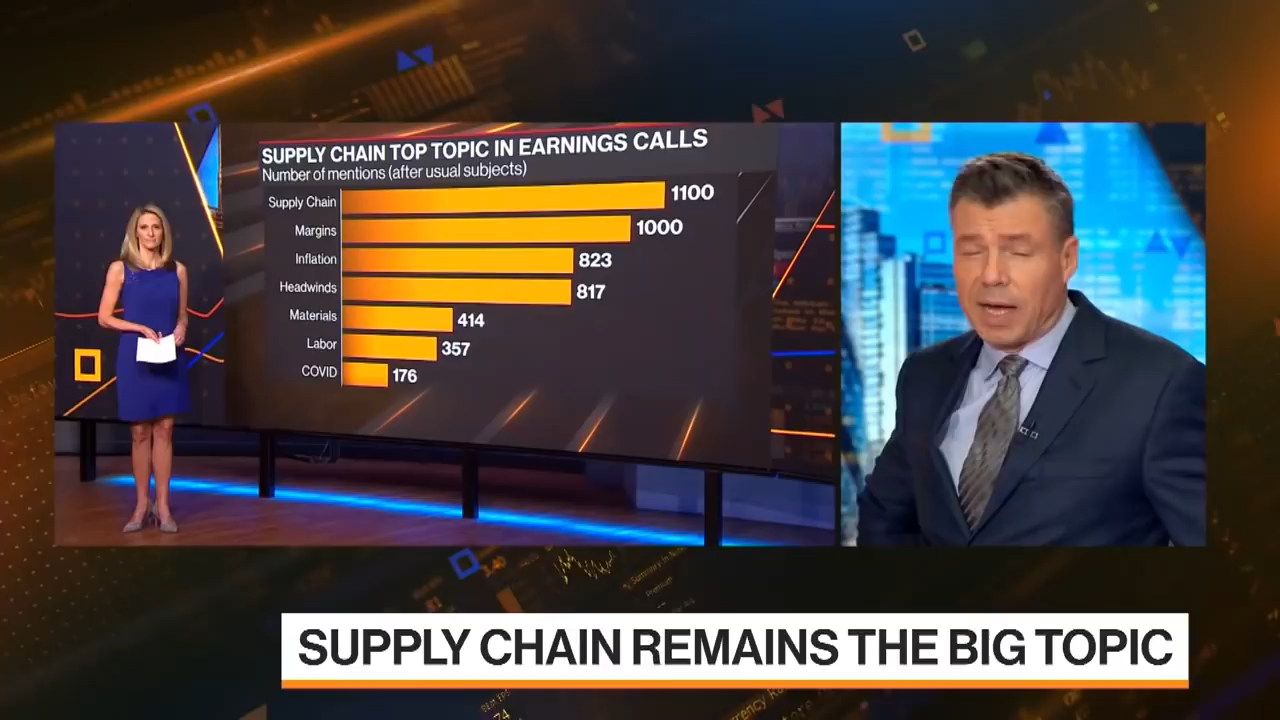 SUPPLY CHAIN TOP TOPIC IN EARNINGS CALLS
Number of mentions (after usual subjects)
Supply Chain 1100
Margins 1000
Inflation 823
Headwinds 817
Materials 414
Labor 357
COVID 176
SUPPLY CHAIN REMAINS THE BIG TOPIC